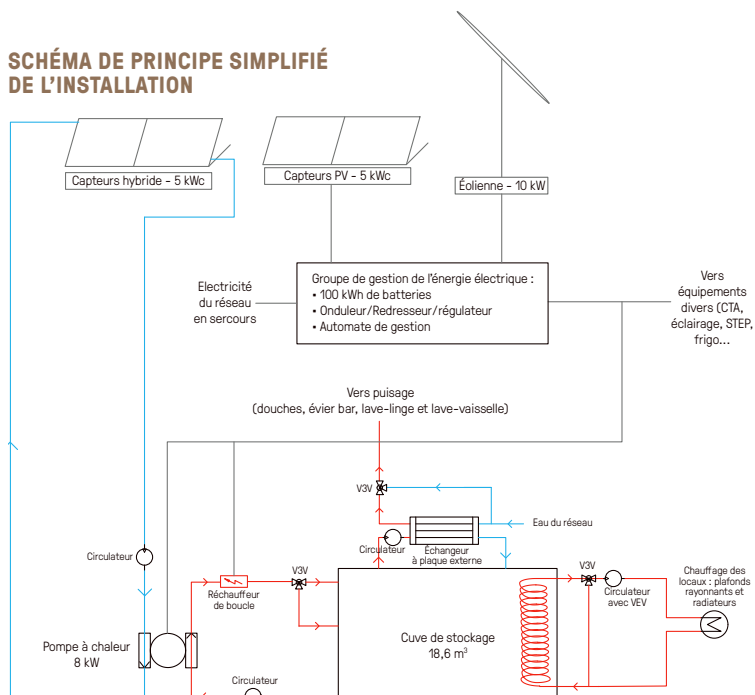 SCHÉMA DE PRINCIPE SIMPLIFIÉ
DE L'INSTALLATION
Capteurs hybride - 5 kWc
Capteurs PV - 5 kWc
Éolienne - 10 kW
Electricité
du réseau
en sercours
Groupe de gestion de l'énergie électrique :
• 100 kWh de batteries
• Onduleur/Redresseur/régulateur
• Automate de gestion
Vers
équipements
divers (CTA,
éclairage, STEP,
frigo...
Vers puisage
(douches, évier bar, lave-linge et lave-vaisselle)
V3V
Eau du réseau
Circulateur
Échangeur
à plaque externe
Circulateur
Réchauffeur
de boucle
V3V
V3V
Circulateur
avec VEV
Chauffage des
locaux : plafonds
rayonnants et
radiateurs
Pompe à chaleur
8 kW
Cuve de stockage
18,6 m³
Circulateur